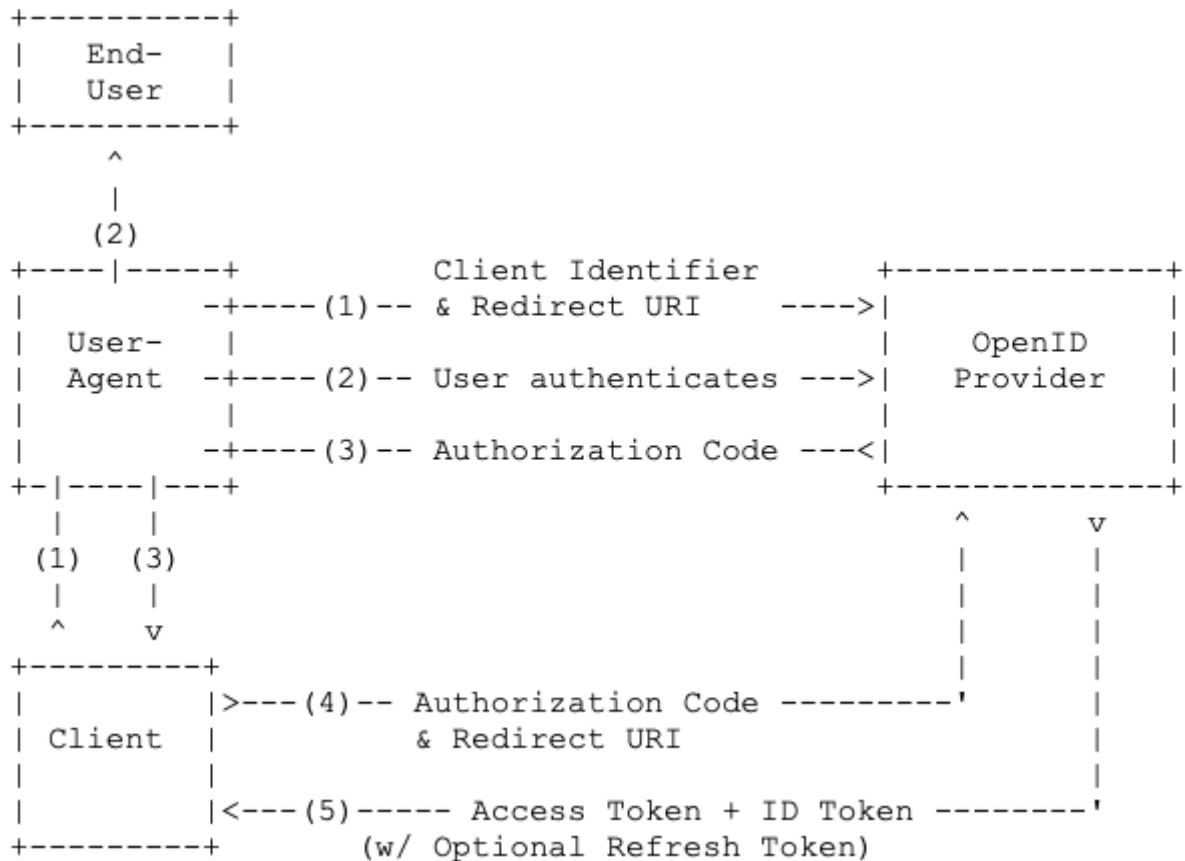 +----------+
|   End-   |
|   User   |
+----------+
     ^
     |
    (2)
+----|-----+          Client Identifier      +--------------+
|         -+----(1)-- & Redirect URI    ---->|              |
|  User-   |                                 |    OpenID    |
|  Agent  -+----(2)-- User authenticates --->|   Provider   |
|          |                                 |              |
|         -+----(3)-- Authorization Code ---<|              |
+-|----|---+                                 +--------------+
  |    |                                         ^      v
 (1)  (3)                                        |      |
  |    |                                         |      |
  ^    v                                         |      |
+---------+                                      |      |
|         |>---(4)-- Authorization Code ---------'      |
| Client  |          & Redirect URI                     |
|         |                                             |
|         |<---(5)----- Access Token + ID Token --------'
+---------+       (w/ Optional Refresh Token)